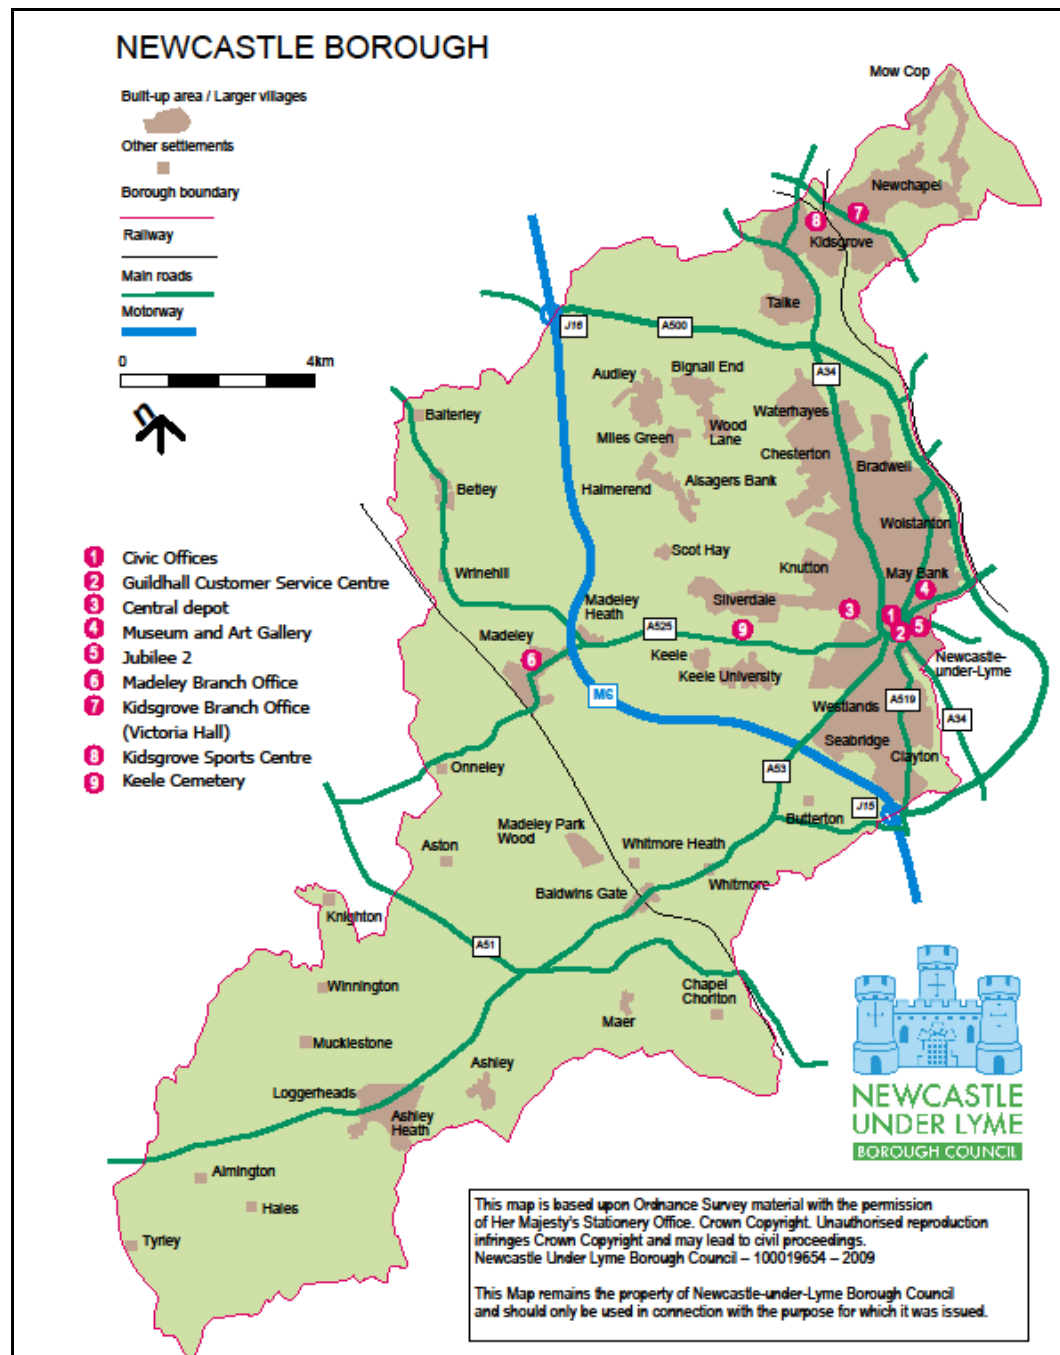 NEWCASTLE BOROUGH
Built-up area / Larger villages
Other settlements
Borough boundary
Railway
Main roads
Motorway
0 4km
n
1 Civic Offices
2 Guildhall Customer Service Centre
3 Central depot
4 Museum and Art Gallery
5 Jubilee 2
6 Madeley Branch Office
7 Kidsgrove Branch Office
(Victoria Hall)
8 Kidsgrove Sports Centre
9 Keele Cemetery
Mow Cop
Newchapel
7
8
Kidsgrove
Talke
J16
A500
A34
Audley
Bignall End
Balterley
Waterhayes
Wood
Lane
Miles Green
Chesterton
Bradwell
Betley
Halmerend
Alsagers Bank
Wolstanton
Scot Hay
Knutton
May Bank
Wrinehill
4
Silverdale
Madeley
Heath
3
1
5
2
A525
9
Madeley
6
Keele
Keele University
Newcastle-
under-Lyme
M6
A519
Westlands
A34
Seabridge
Clayton
A53
Onneley
J15
Butterton
Madeley Park
Wood
Aston
Whitmore Heath
Whitmore
Baldwins Gate
Knighton
A51
Winnington
Chapel
Chorlton
Maer
Mucklestone
Ashley
Loggerheads
Ashley
Heath
Almington
Hales
Tyrley
NEWCASTLE
UNDER LYME
BOROUGH COUNCIL
This map is based upon Ordnance Survey material with the permission
of Her Majesty's Stationery Office. Crown Copyright. Unauthorised reproduction
infringes Crown Copyright and may lead to civil proceedings.
Newcastle Under Lyme Borough Council – 100019654 – 2009
This Map remains the property of Newcastle-under-Lyme Borough Council
and should only be used in connection with the purpose for which it was issued.